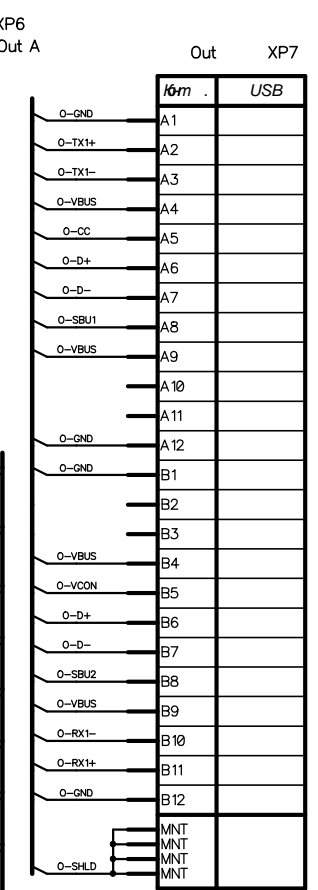 XP6
Out A
Out XP7
USB
O-GND A1
O-TX1+ A2
O-TX1- A3
O-VBUS A4
O-CC A5
O-D+ A6
O-D- A7
O-SBU1 A8
O-VBUS A9
A10
A11
O-GND A12
O-GND B1
B2
B3
O-VBUS B4
O-VCON B5
O-D+ B6
O-D- B7
O-SBU2 B8
O-VBUS B9
O-RX1- B10
O-RX1+ B11
O-GND B12
MNT
MNT
MNT
O-SHLD MNT